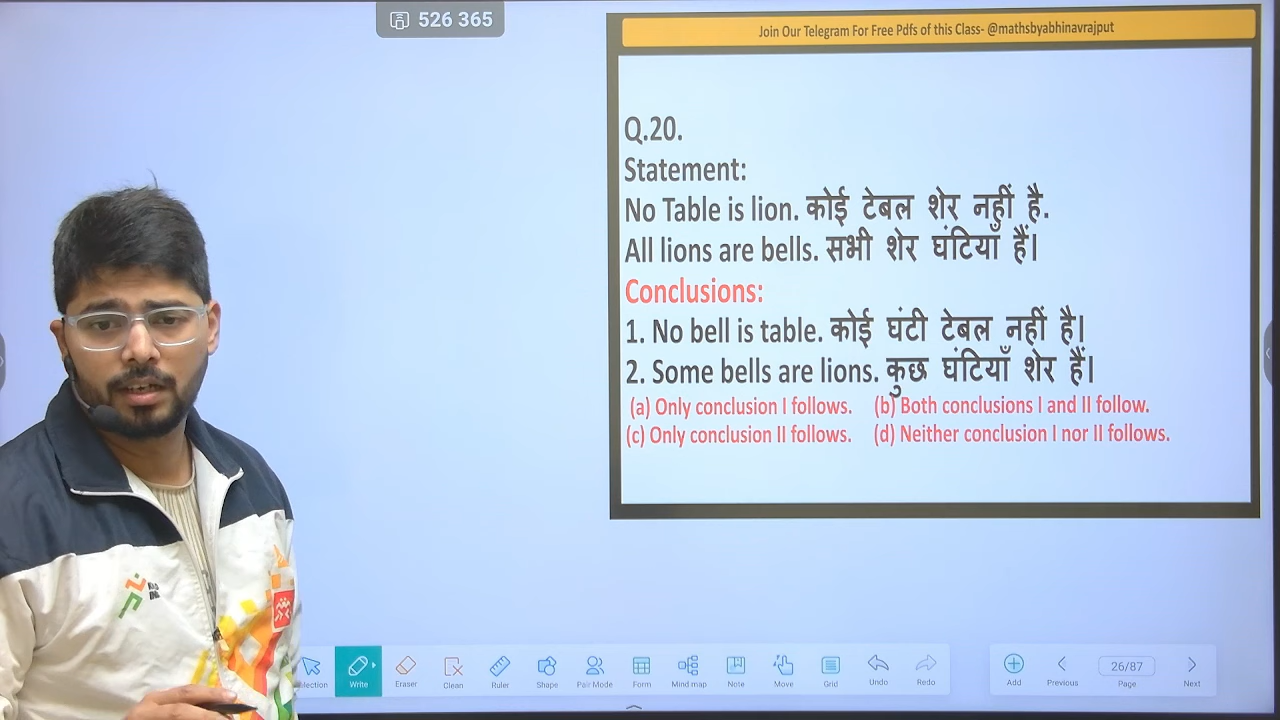 526 365
Join Our Telegram For Free Pdfs of this Class- @mathsbyabhinavrajput
Q.20.
Statement:
No Table is lion. कोई टेबल शेर नहीं है.
All lions are bells. सभी शेर घंटियाँ हैं।
Conclusions:
1. No bell is table. कोई घंटी टेबल नहीं है।
2. Some bells are lions. कुछ घंटियाँ शेर हैं।
(a) Only conclusion I follows. (b) Both conclusions I and II follow.
(c) Only conclusion II follows. (d) Neither conclusion I nor II follows.
Write Eraser Clean Ruler Shape Pair Mode Form Mind map Note Move Grid Undo Redo Add Previous 26/87 Page Next